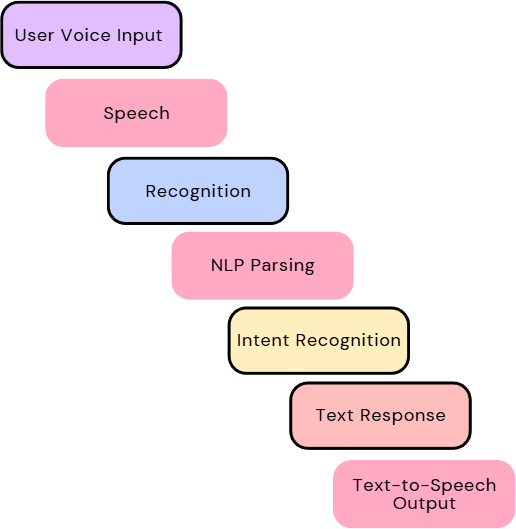 User Voice Input
Speech
Recognition
NLP Parsing
Intent Recognition
Text Response
Text-to-Speech
Output